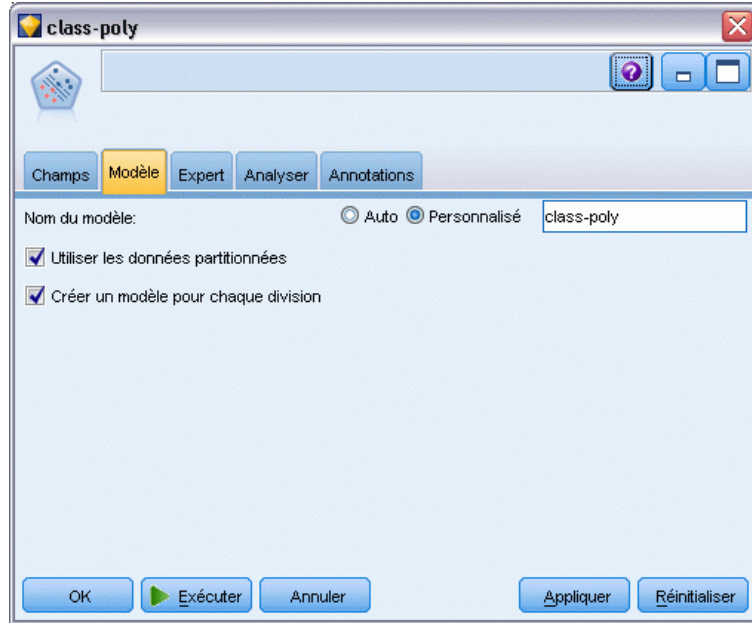 class-poly
Champs Modèle Expert Analyser Annotations
Nom du modèle: Auto Personnalisé class-poly
Utiliser les données partitionnées
Créer un modèle pour chaque division
OK Exécuter Annuler Appliquer Réinitialiser